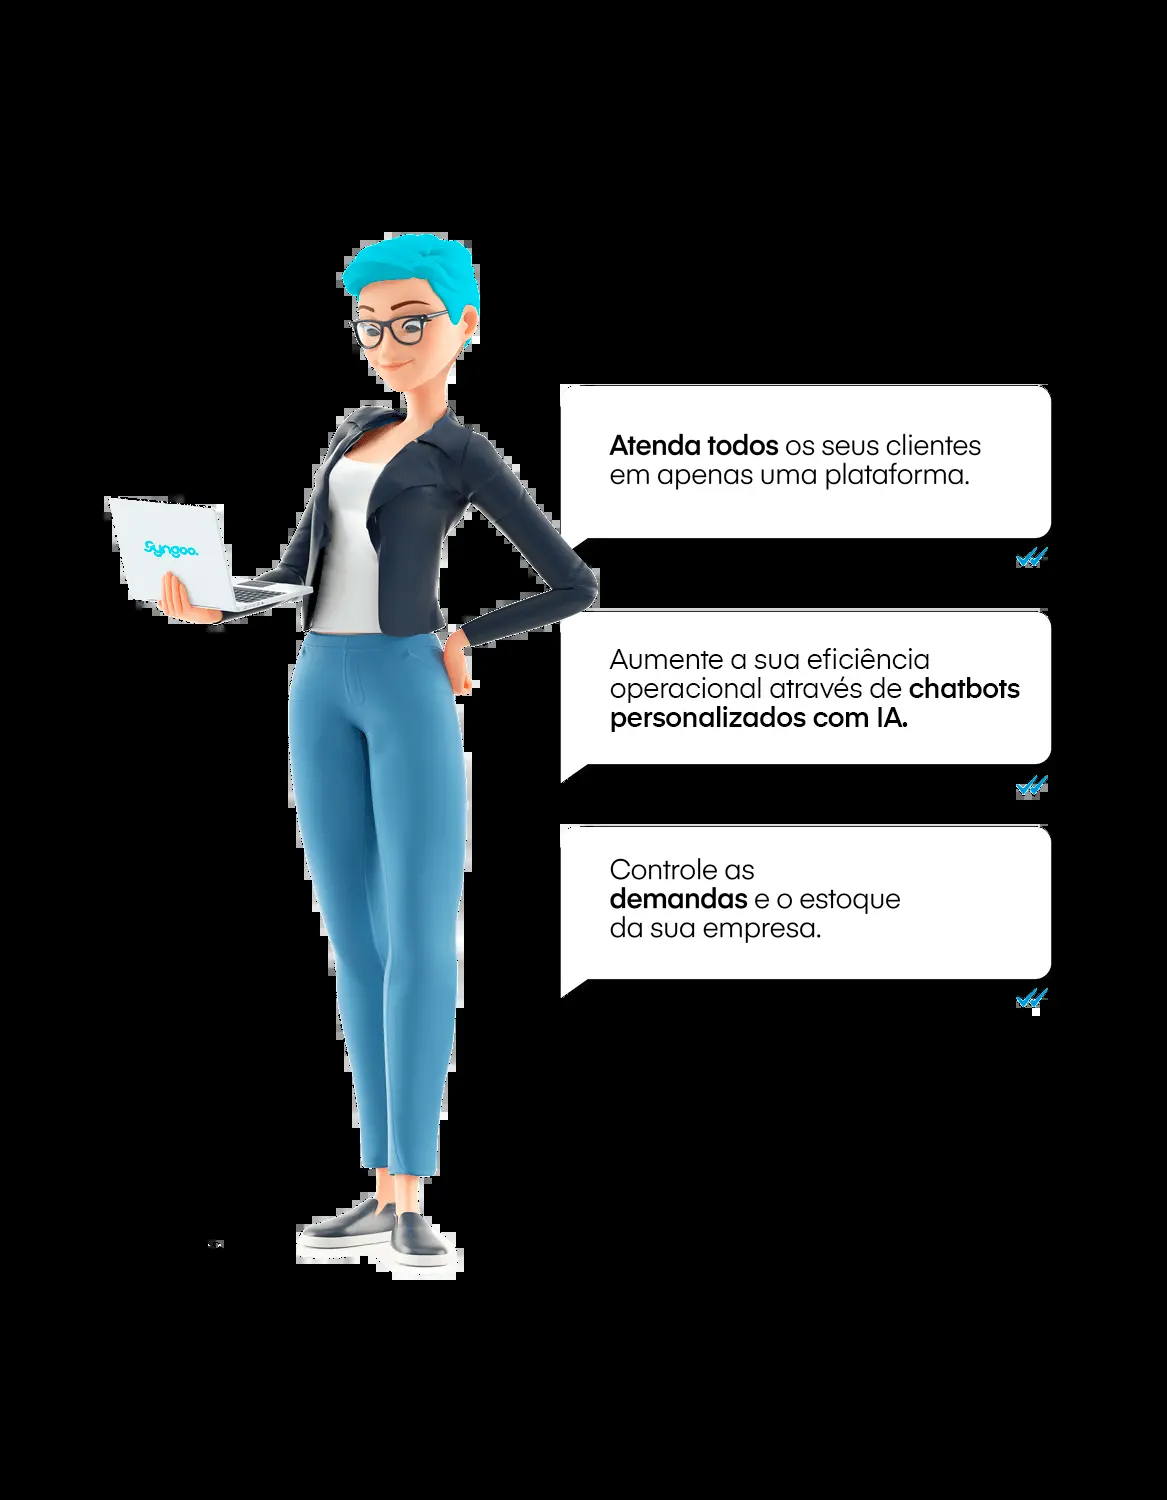 Syngoo.
Atenda todos os seus clientes
em apenas uma plataforma.
Aumente a sua eficiência
operacional através de chatbots
personalizados com IA.
Controle as
demandas e o estoque
da sua empresa.